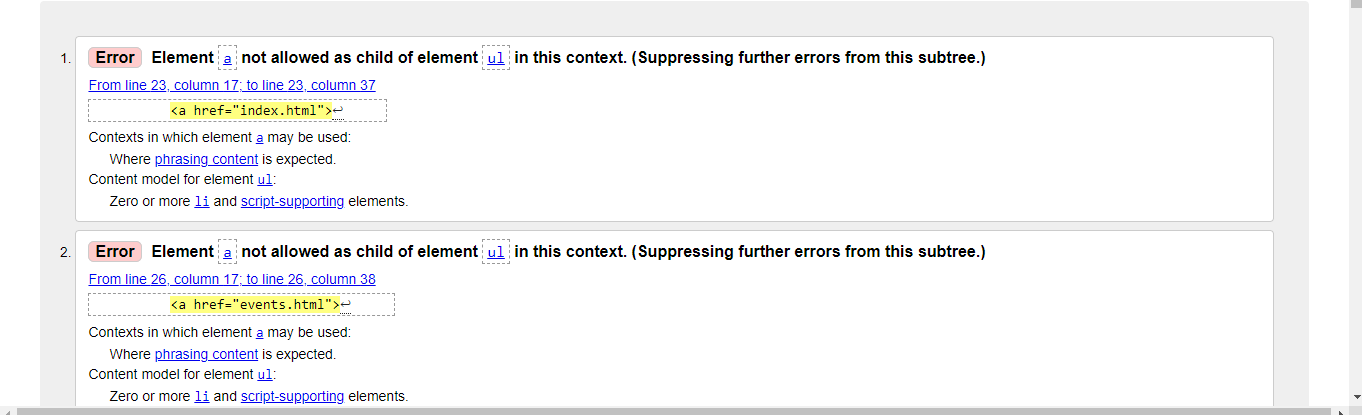 1. Error Element a not allowed as child of element ul in this context. (Suppressing further errors from this subtree.)
From line 23, column 17; to line 23, column 37
<a href="index.html">↩
Contexts in which element a may be used:
Where phrasing content is expected.
Content model for element ul:
Zero or more li and script-supporting elements.
2. Error Element a not allowed as child of element ul in this context. (Suppressing further errors from this subtree.)
From line 26, column 17; to line 26, column 38
<a href="events.html">↩
Contexts in which element a may be used:
Where phrasing content is expected.
Content model for element ul:
Zero or more li and script-supporting elements.